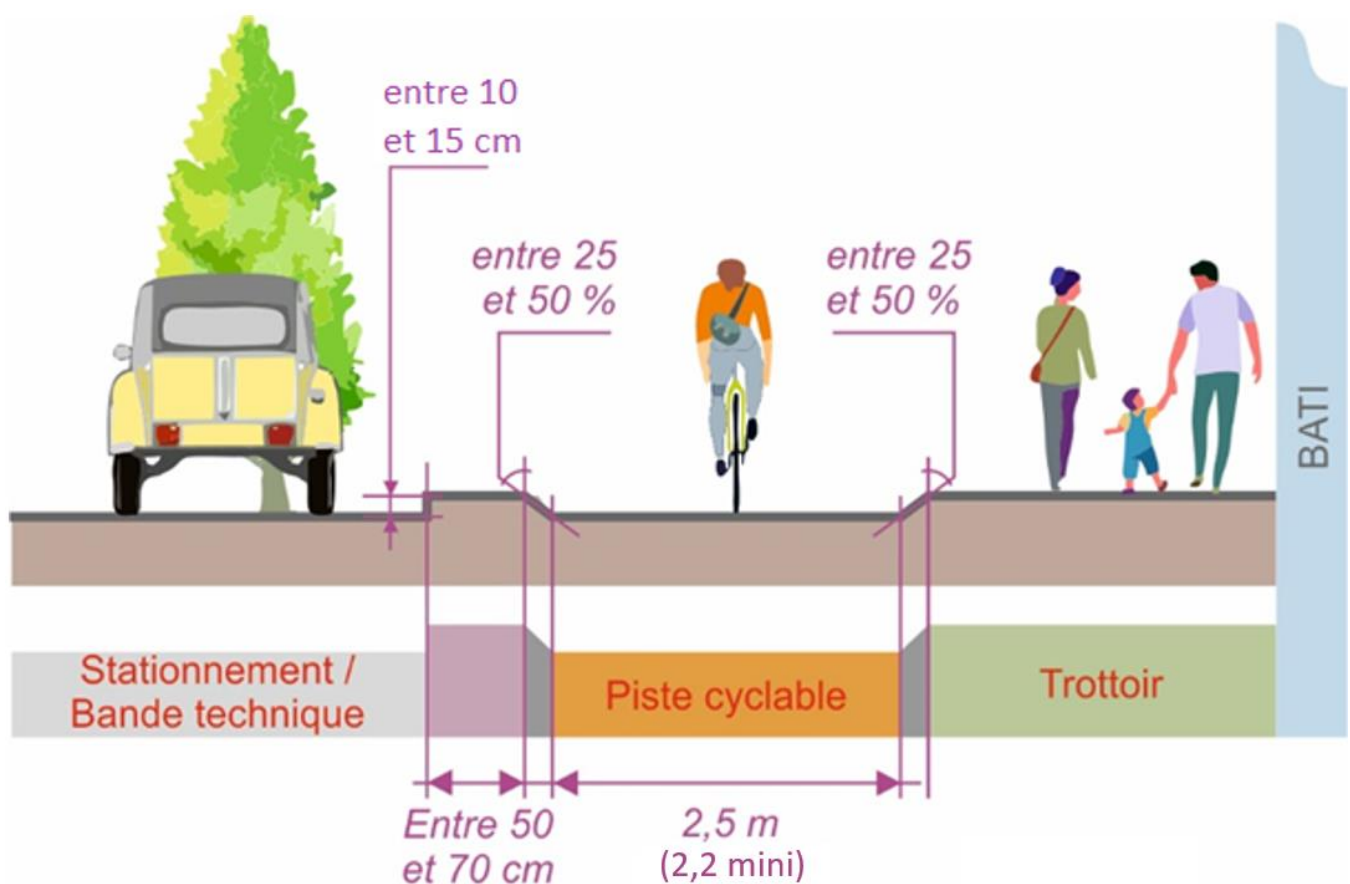 entre 10
et 15 cm
entre 25
et 50 %
entre 25
et 50 %
BATI
Stationnement /
Bande technique
Piste cyclable
Trottoir
Entre 50
et 70 cm
2,5 m
(2,2 mini)